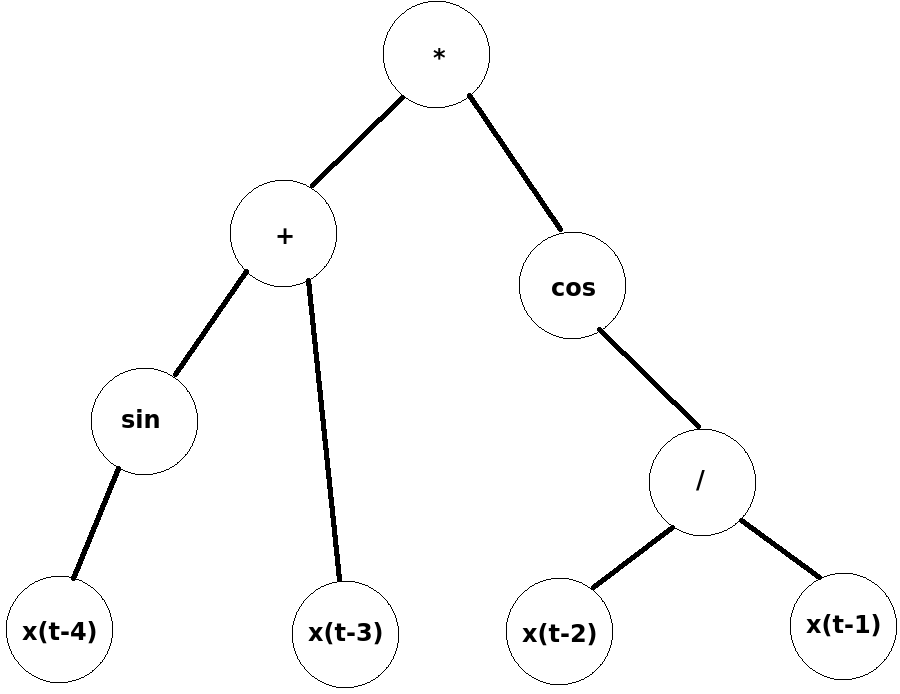 *
+
cos
sin
/
x(t-4)
x(t-3)
x(t-2)
x(t-1)